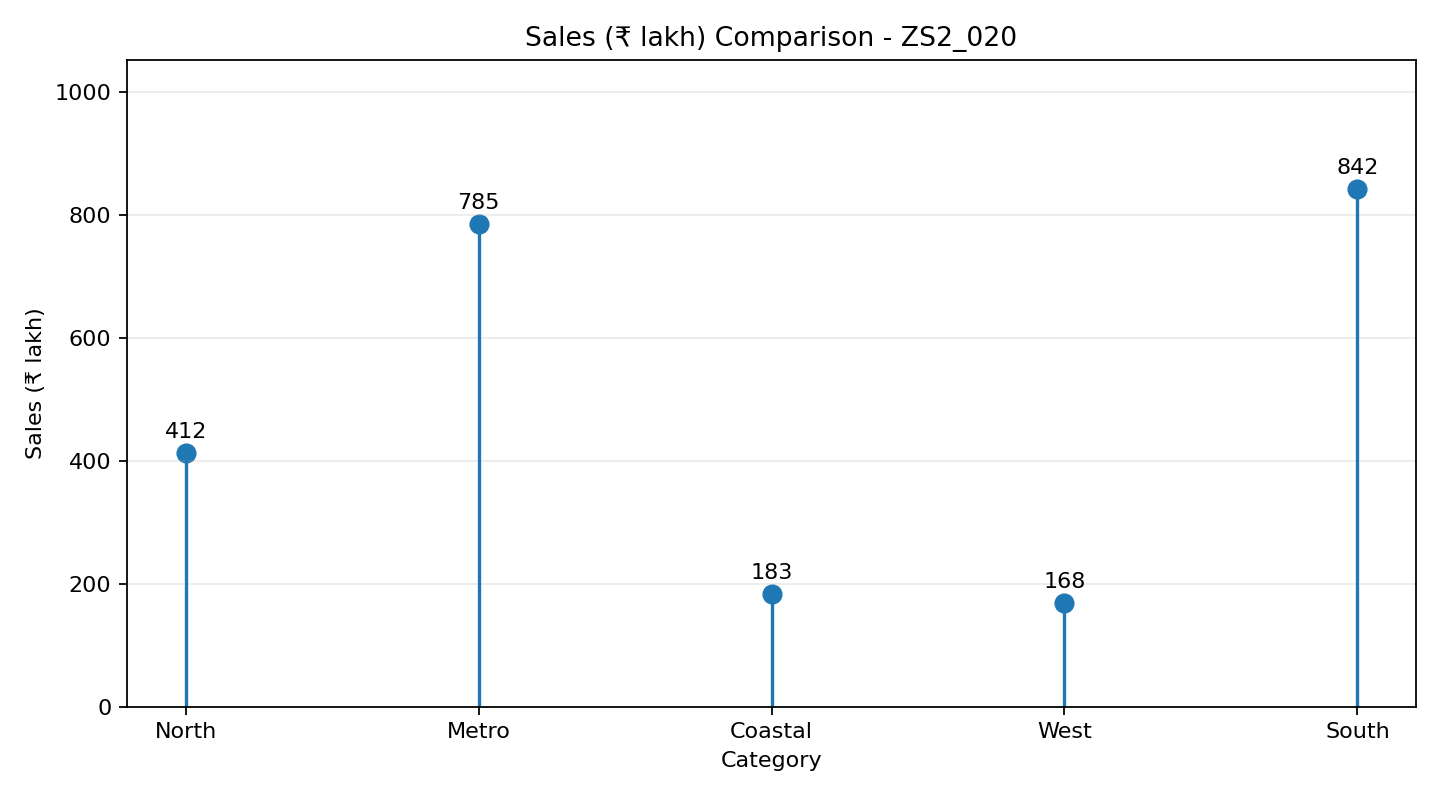 Sales (₹ lakh) Comparison - ZS2_020
Sales (₹ lakh)
1000
800
600
400
200
0
412
785
183
168
842
North Metro Coastal West South
Category